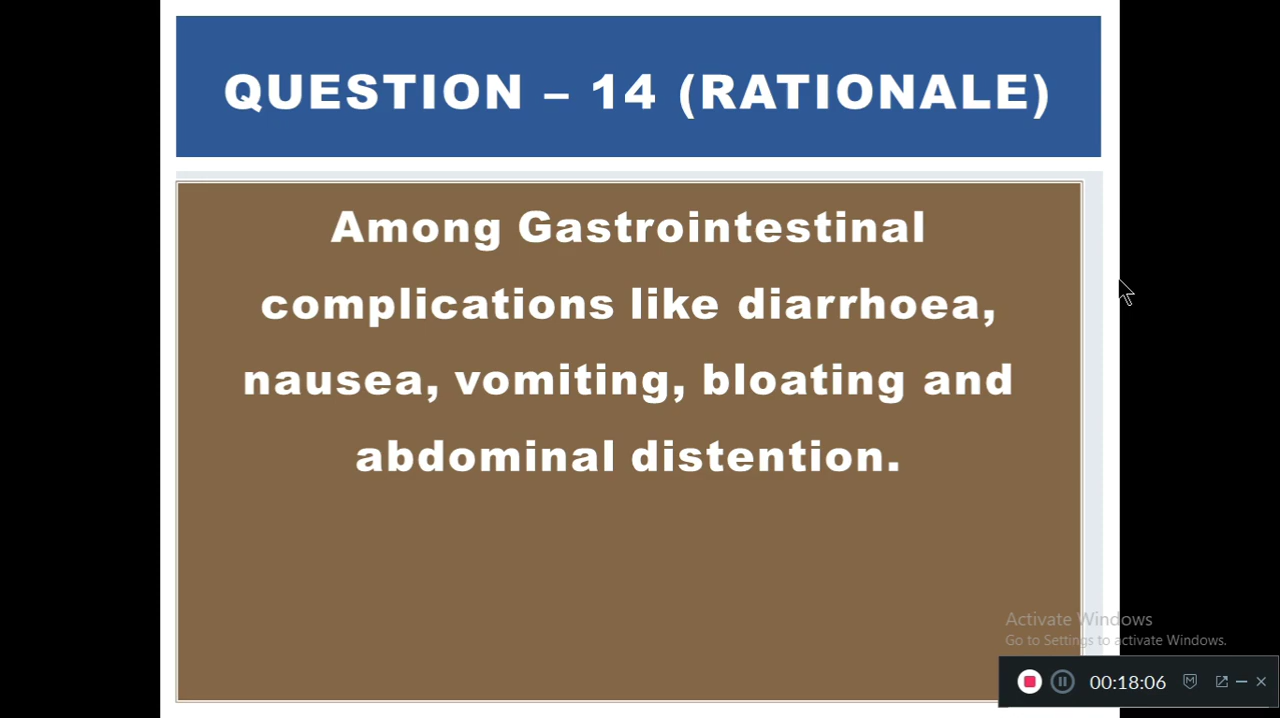 QUESTION – 14 (RATIONALE)
Among Gastrointestinal
complications like diarrhoea,
nausea, vomiting, bloating and
abdominal distention.
Activate Windows
Go to Settings to activate Windows.
00:18:06